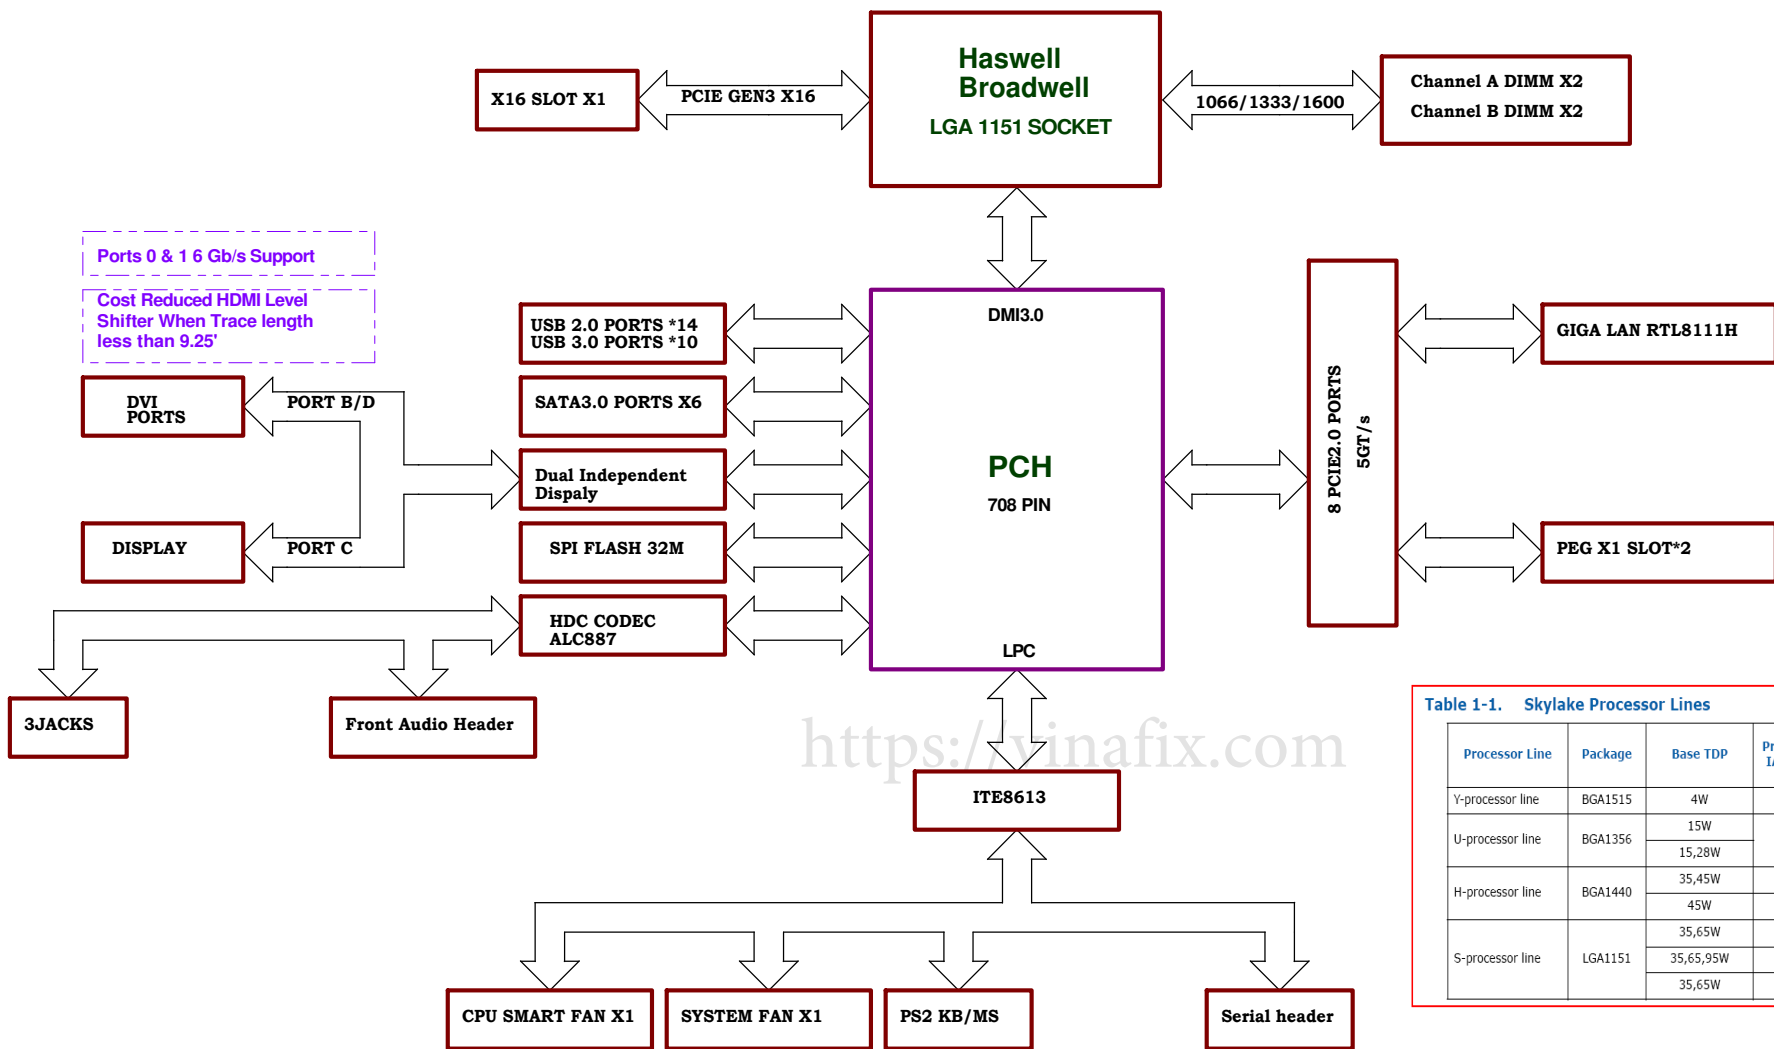 Haswell
Broadwell
LGA 1151 SOCKET
X16 SLOT X1
PCIE GEN3 X16
1066/1333/1600
Channel A DIMM X2
Channel B DIMM X2
Ports 0 & 1 6 Gb/s Support
Cost Reduced HDMI Level
Shifter When Trace length
less than 9.25'
DMI3.0
USB 2.0 PORTS *14
USB 3.0 PORTS *10
GIGA LAN RTL8111H
DVI
PORTS
PORT B/D
SATA3.0 PORTS X6
8 PCIE2.0 PORTS
5GT/s
PCH
708 PIN
Dual Independent
Dispaly
DISPLAY
PORT C
SPI FLASH 32M
PEG X1 SLOT*2
HDC CODEC
ALC887
LPC
3JACKS
Front Audio Header
https://vinafix.com
ITE8613
CPU SMART FAN X1
SYSTEM FAN X1
PS2 KB/MS
Serial header
Table 1-1. Skylake Processor Lines
Processor Line Package Base TDP
Y-processor line BGA1515 4W
U-processor line BGA1356 15W
15,28W
H-processor line BGA1440 35,45W
45W
S-processor line LGA1151 35,65W
35,65,95W
35,65W